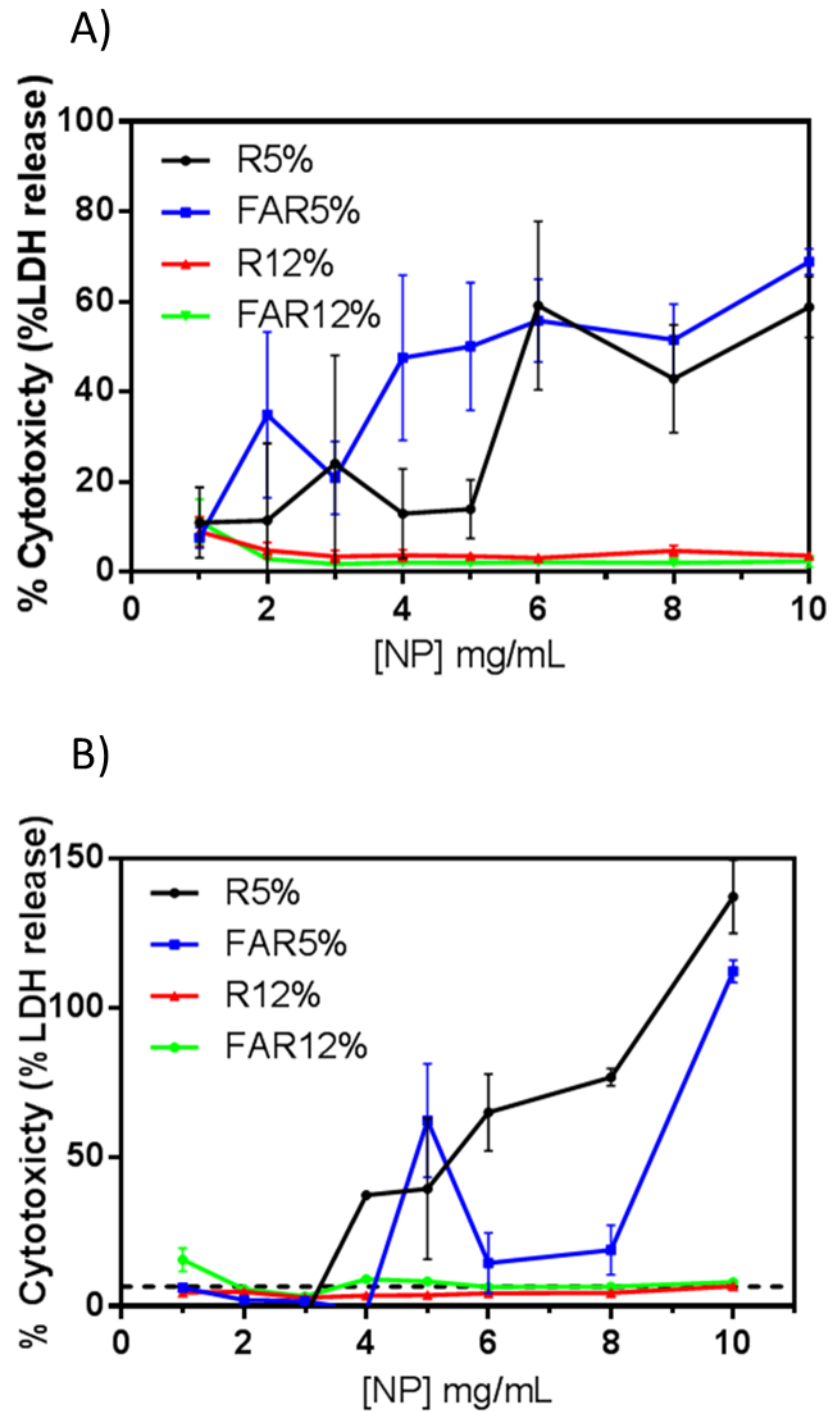 A)
% Cytotoxicty (%LDH release)
100
80
60
40
20
0
R5%
FAR5%
R12%
FAR12%
0 2 4 6 8 10
[NP] mg/mL
B)
% Cytotoxicty (% LDH release)
150
100
50
0
R5%
FAR5%
R12%
FAR12%
0 2 4 6 8 10
[NP] mg/mL